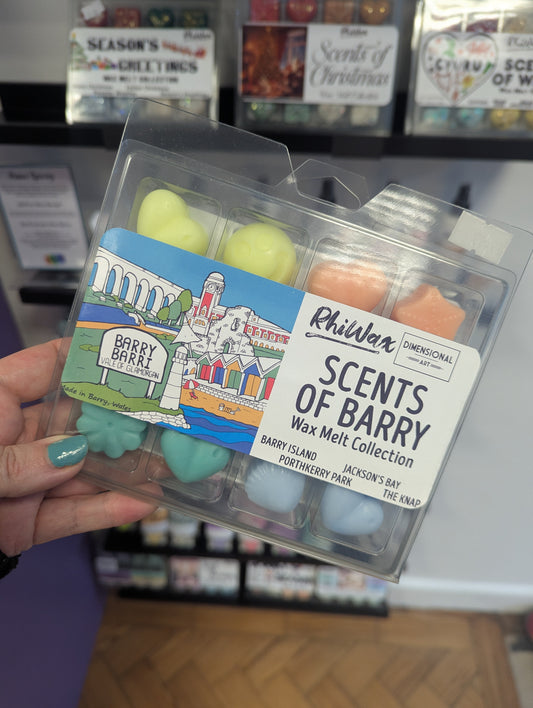 SEASON'S
GREETINGS
WAX MELT COLLECTION
Scents of
Christmas
SCE
OF W
RhiWax
DIMENSIONAL
ART
SCENTS
OF BARRY
Wax Melt Collection
BARRY ISLAND
JACKSON'S BAY
PORTHKERRY PARK
THE KNAP
BARRY
BARRI
VALE OF GLAMORGAN
Made in Barry, Wales